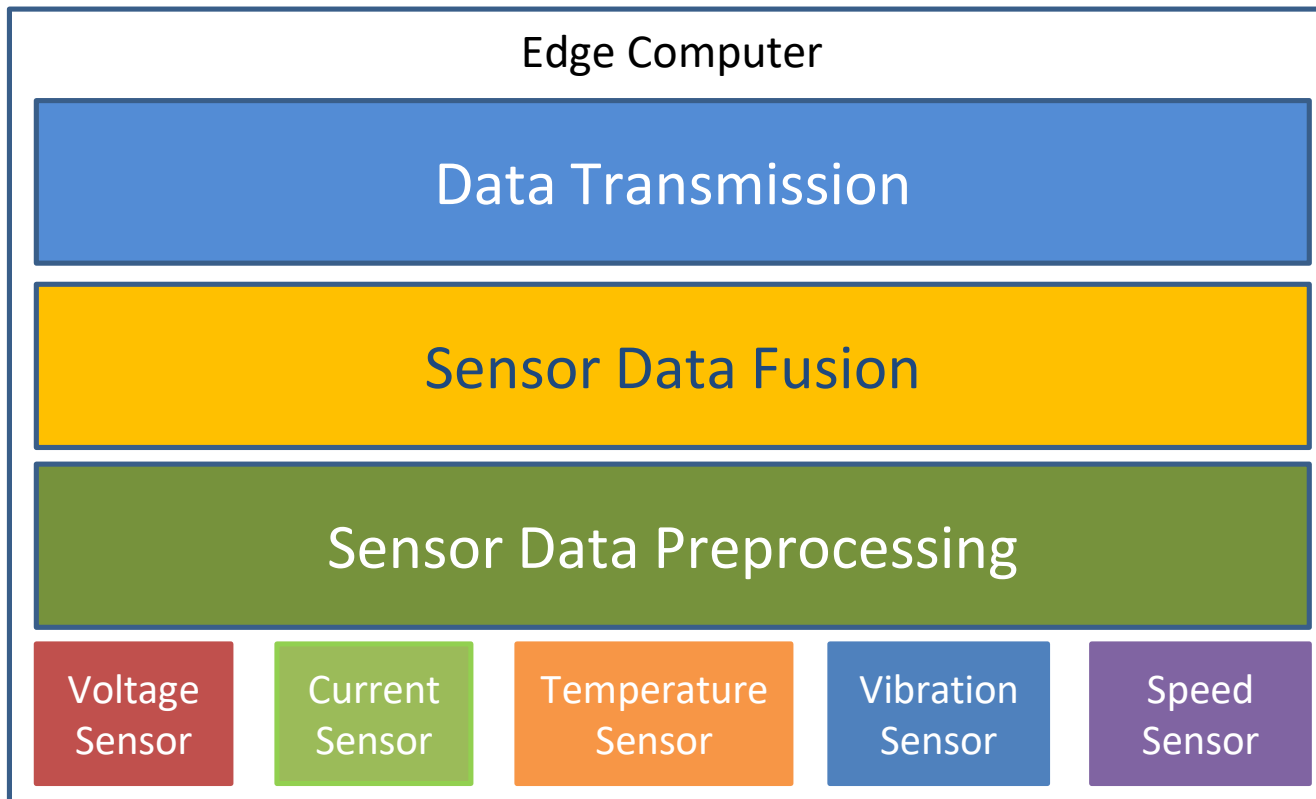 Edge Computer
Data Transmission
Sensor Data Fusion
Sensor Data Preprocessing
Voltage
Sensor
Current
Sensor
Temperature
Sensor
Vibration
Sensor
Speed
Sensor